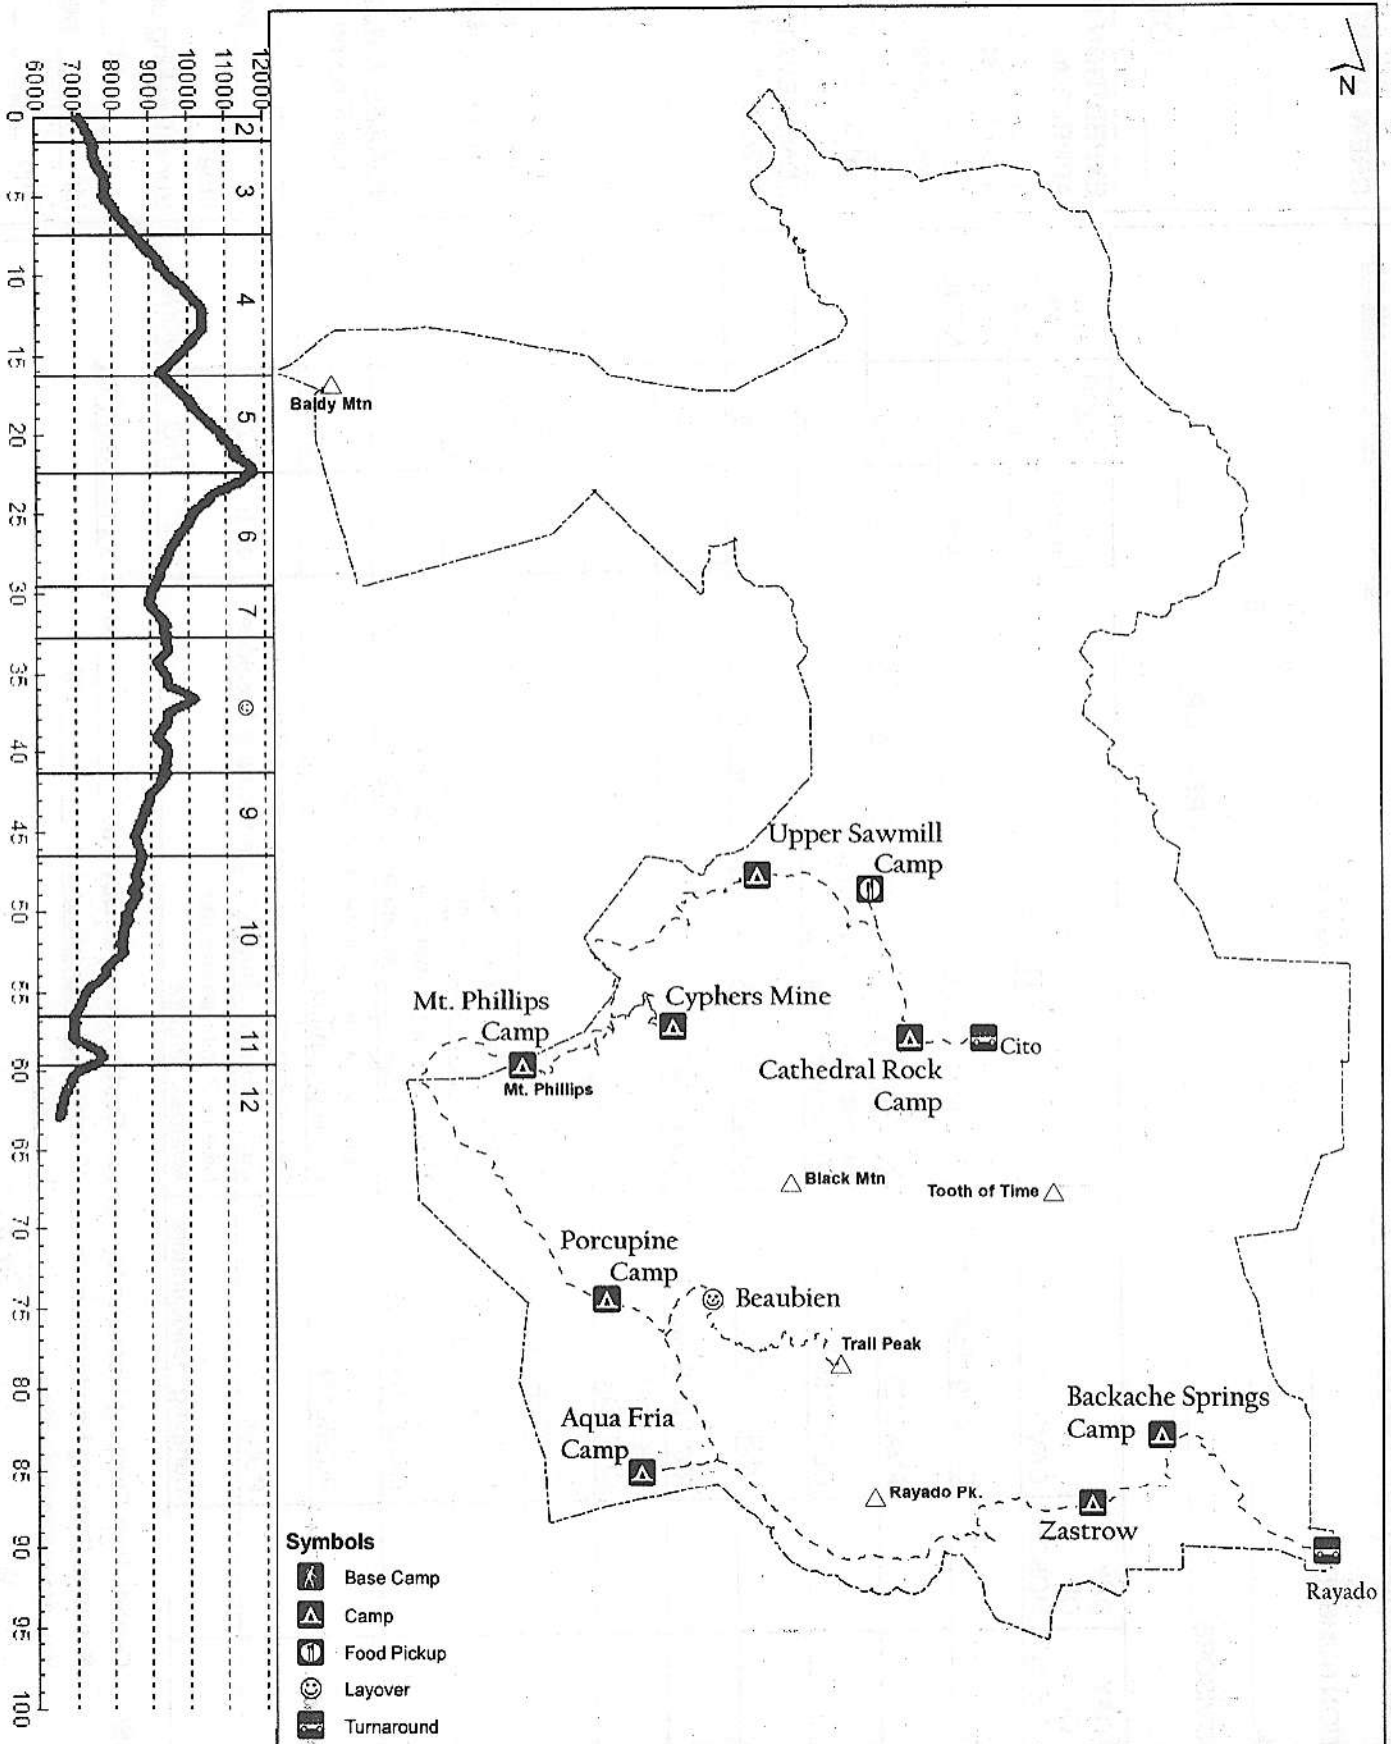 N
12000
11000
10000
9000
8000
7000
6000
0
5
10
15
20
25
30
35
40
45
50
55
60
65
70
75
80
85
90
95
100
2
3
4
5
6
7
9
10
11
12
Baldy Mtn
Upper Sawmill
Camp
Mt. Phillips
Camp
Cyphers Mine
Mt. Phillips
Cathedral Rock
Camp
Cito
Black Mtn
Tooth of Time
Porcupine
Camp
Beaubien
Trail Peak
Backache Springs
Camp
Aqua Fria
Camp
Rayado Pk.
Zastrow
Rayado
Symbols
Base Camp
Camp
Food Pickup
Layover
Turnaround